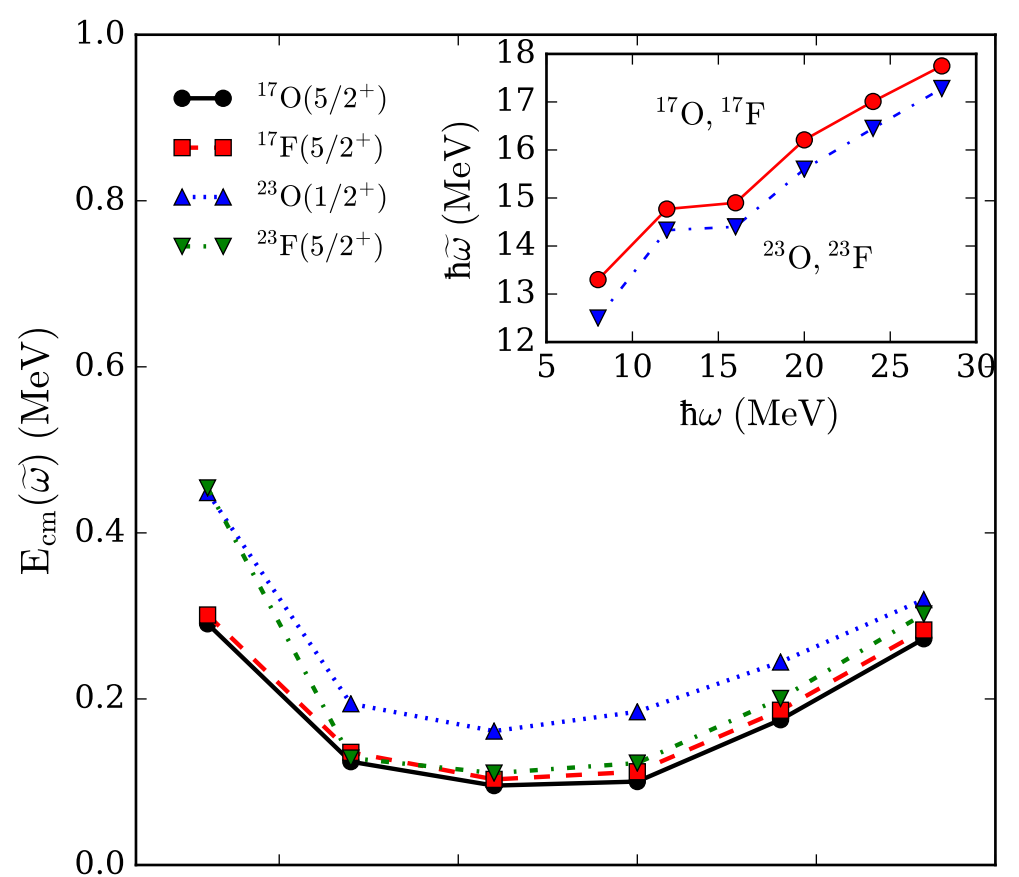 1.0
0.8
0.6
0.4
0.2
0.0
E_cm(ω̃) (MeV)
¹⁷O(5/2⁺)
¹⁷F(5/2⁺)
²³O(1/2⁺)
²³F(5/2⁺)
18
17
16
15
14
13
12
ħω̃ (MeV)
¹⁷O, ¹⁷F
²³O, ²³F
5 10 15 20 25 30
ħω (MeV)